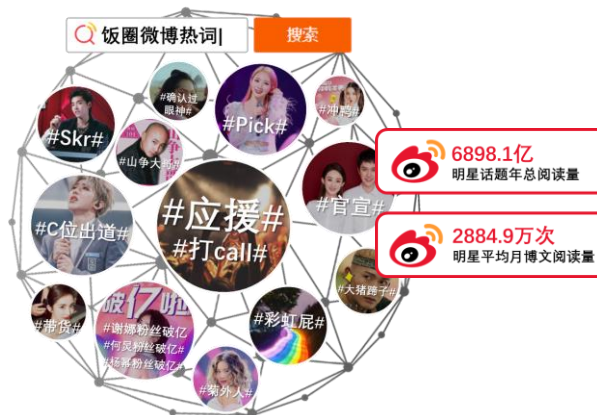 饭圈微博热词|
搜索
#确认过
眼神#
#Pick#
#冲鸭#
#Skr#
#山争大哥#
6898.1亿
明星话题年总阅读量
#C位出道#
#应援#
#打call#
#官宣#
2884.9万次
明星平均月博文阅读量
#大猪蹄子#
#带货#
破亿啦
#谢娜粉丝破亿
#何炅粉丝破亿#
#杨幂粉丝破亿#
#彩虹屁#
#菊外人#